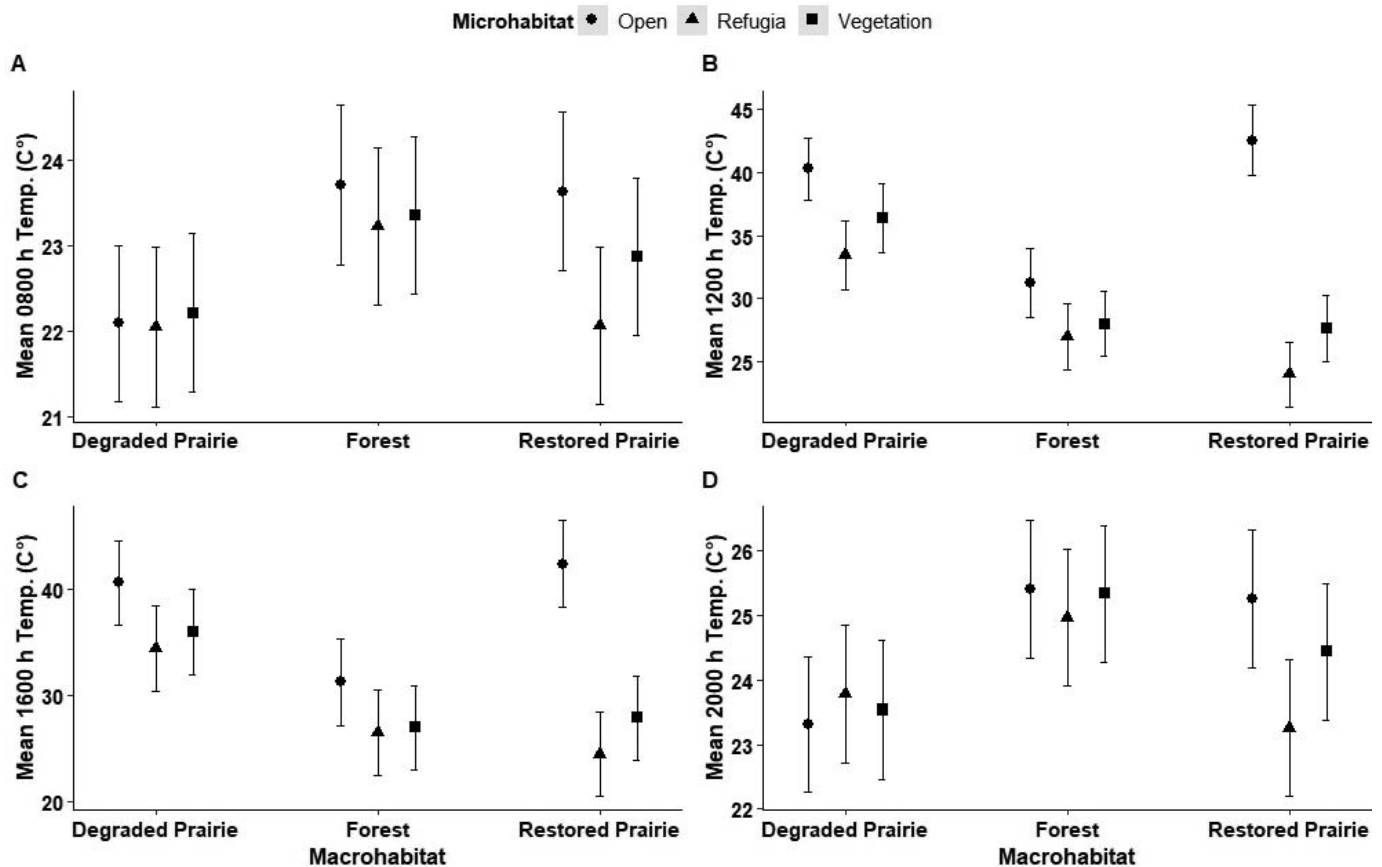 Microhabitat Open Refugia Vegetation
A
Mean 0800 h Temp. (C°)
24
23
22
21
Degraded Prairie Forest Restored Prairie
B
Mean 1200 h Temp. (C°)
45
40
35
30
25
Degraded Prairie Forest Restored Prairie
C
Mean 1600 h Temp. (C°)
40
30
20
Degraded Prairie Forest Restored Prairie
Macrohabitat
D
Mean 2000 h Temp. (C°)
26
25
24
23
22
Degraded Prairie Forest Restored Prairie
Macrohabitat